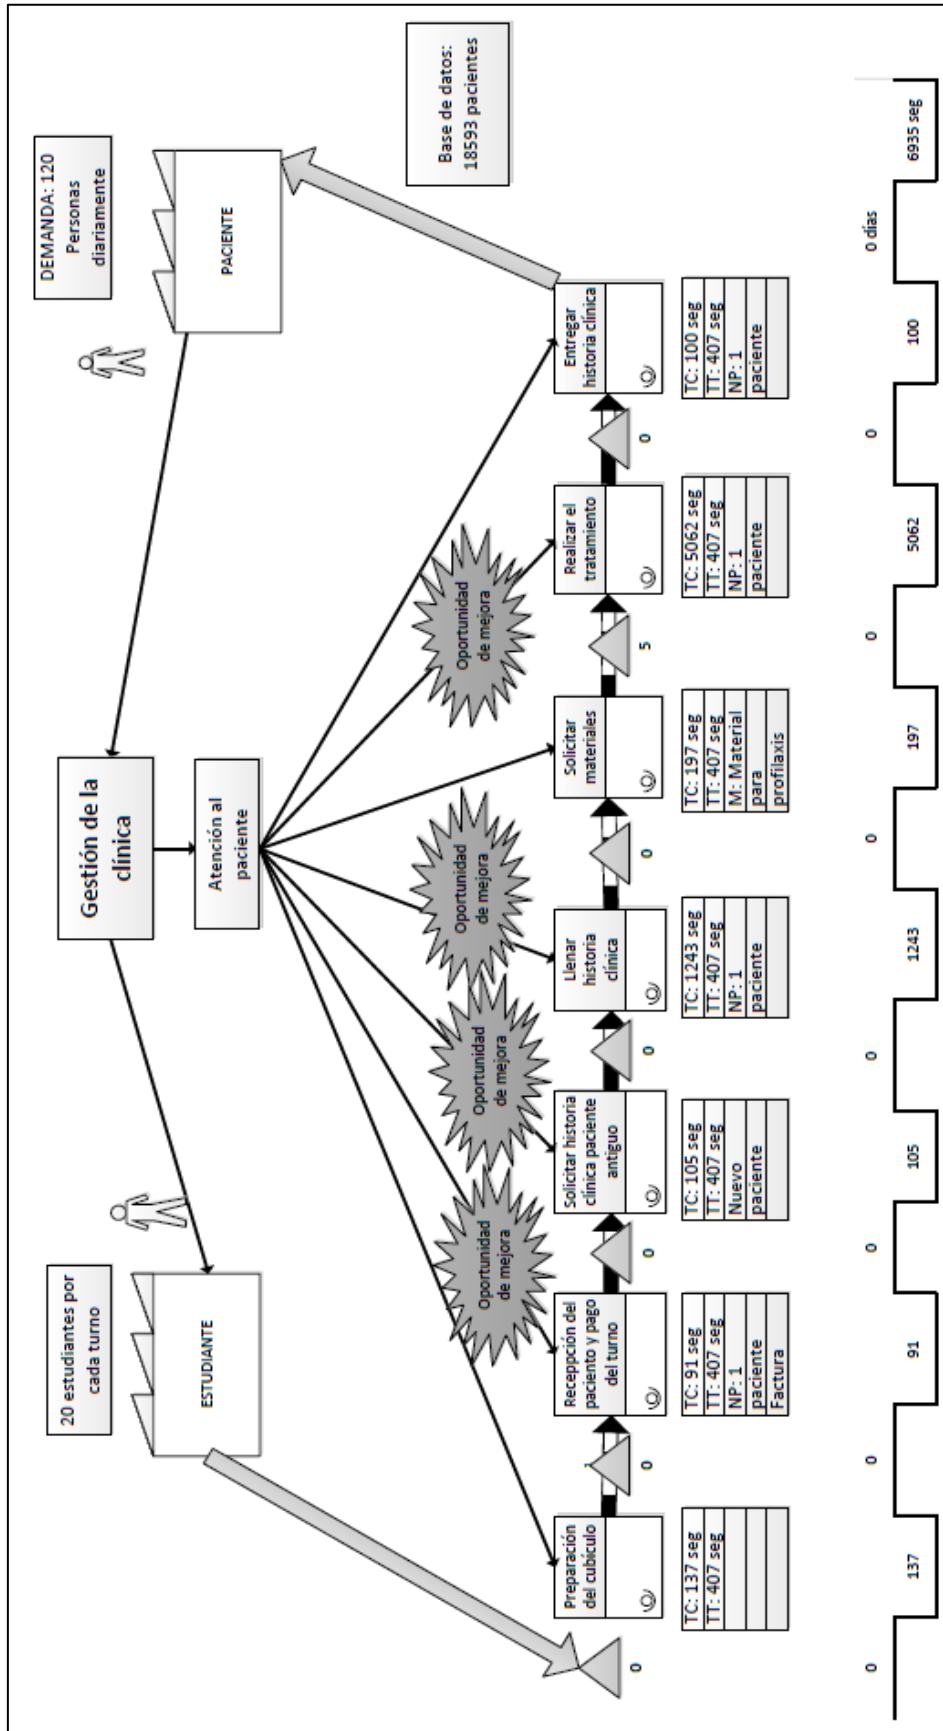 20 estudiantes por
cada turno
ESTUDIANTE
Gestión de la
clínica
Atención al
paciente
DEMANDA: 120
Personas
diariamente
PACIENTE
Base de datos:
18593 pacientes
Oportunidad
de mejora
Oportunidad
de mejora
Oportunidad
de mejora
Oportunidad
de mejora
0
Preparación
del cubículo
TC: 137 seg
TT: 407 seg
1
0
Recepción del
paciento y pago
del turno
TC: 91 seg
TT: 407 seg
NP: 1
paciente
Factura
0
Solicitar historia
clínica paciente
antiguo
TC: 105 seg
TT: 407 seg
Nuevo
paciente
0
Llenar
historia
clínica
TC: 1243 seg
TT: 407 seg
NP: 1
paciente
0
Solicitar
materiales
TC: 197 seg
TT: 407 seg
M: Material
para
profilaxis
5
Realizar el
tratamiento
TC: 5062 seg
TT: 407 seg
NP: 1
paciente
0
Entregar
historia clínica
TC: 100 seg
TT: 407 seg
NP: 1
paciente
0
137
0
91
0
105
0
1243
0
197
0
5062
0
100
0 días
6935 seg